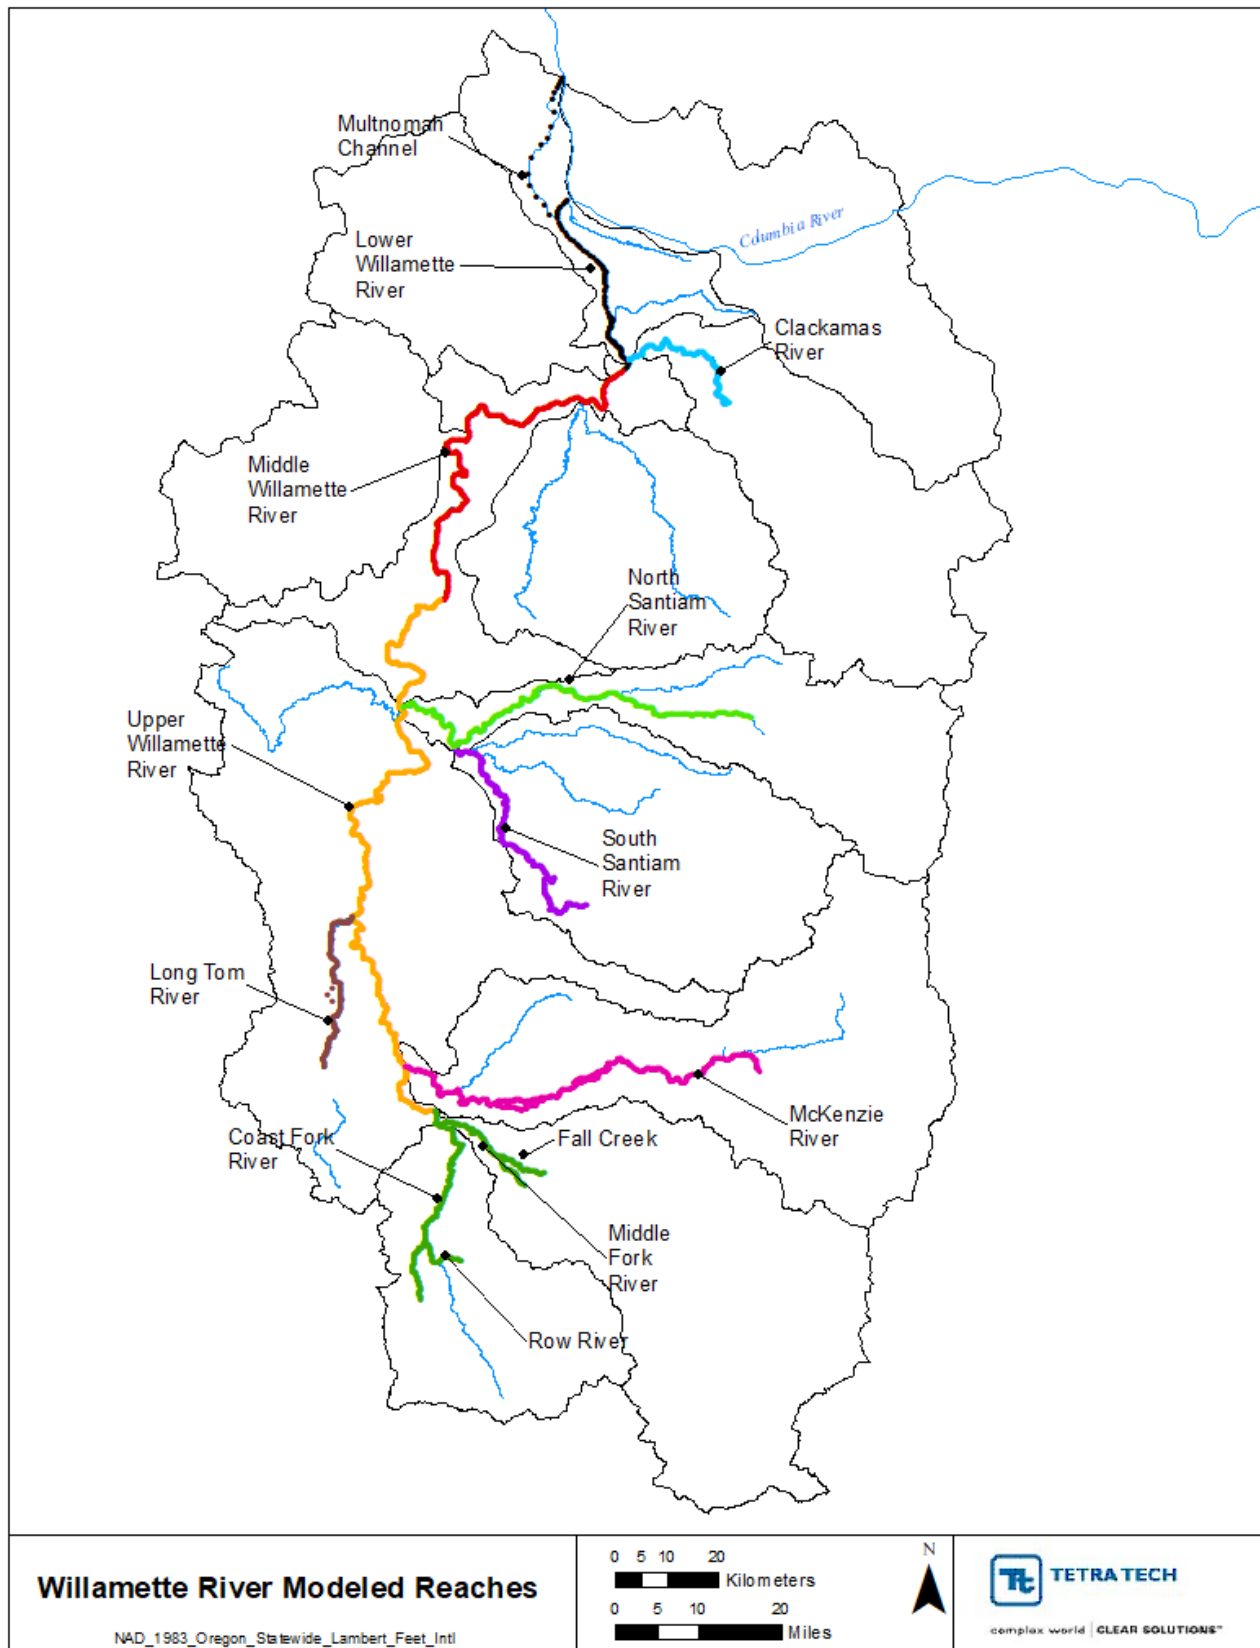 Multnomah
Channel
Columbia River
Lower
Willamette
River
Clackamas
River
Middle
Willamette
River
North
Santiam
River
Upper
Willamette
River
South
Santiam
River
Long Tom
River
McKenzie
River
Coast Fork
River
Fall Creek
Middle
Fork
River
Row River
Willamette River Modeled Reaches
NAD_1983_Oregon_Statewide_Lambert_Feet_Intl
0 5 10 20
Kilometers
0 5 10 20
Miles
N
Tt
TETRA TECH
complex world | CLEAR SOLUTIONS™